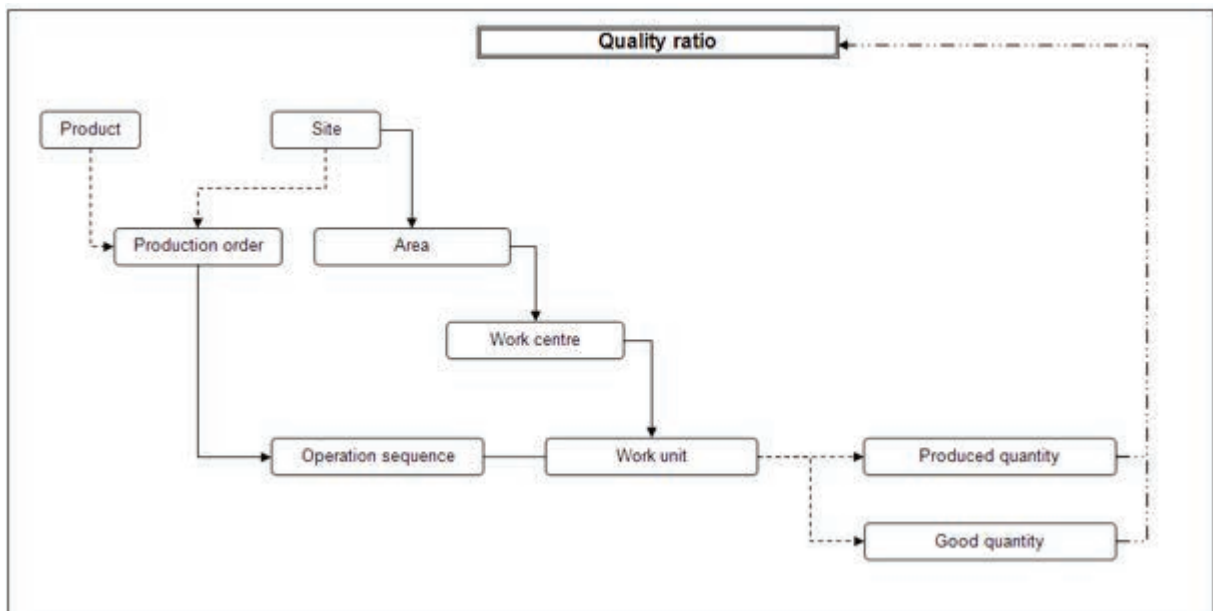 Quality ratio
Product
Site
Production order
Area
Work centre
Operation sequence
Work unit
Produced quantity
Good quantity